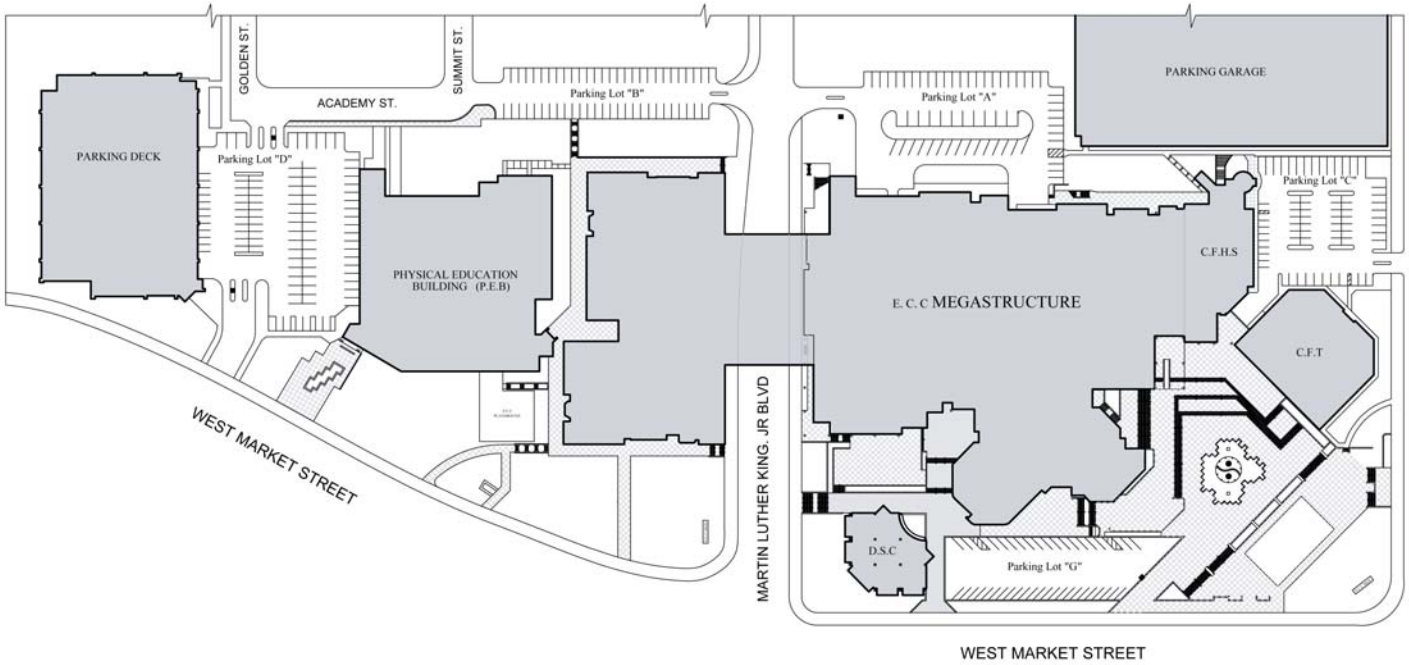 GOLDEN ST.
SUMMIT ST.
PARKING GARAGE
Parking Lot "B"
Parking Lot "A"
ACADEMY ST.
PARKING DECK
Parking Lot "D"
Parking Lot "C"
C.F.H.S
PHYSICAL EDUCATION
BUILDING (P.E.B)
E. C. C MEGASTRUCTURE
C.F.T
WEST MARKET STREET
MARTIN LUTHER KING. JR BLVD
D.S.C
Parking Lot "G"
WEST MARKET STREET